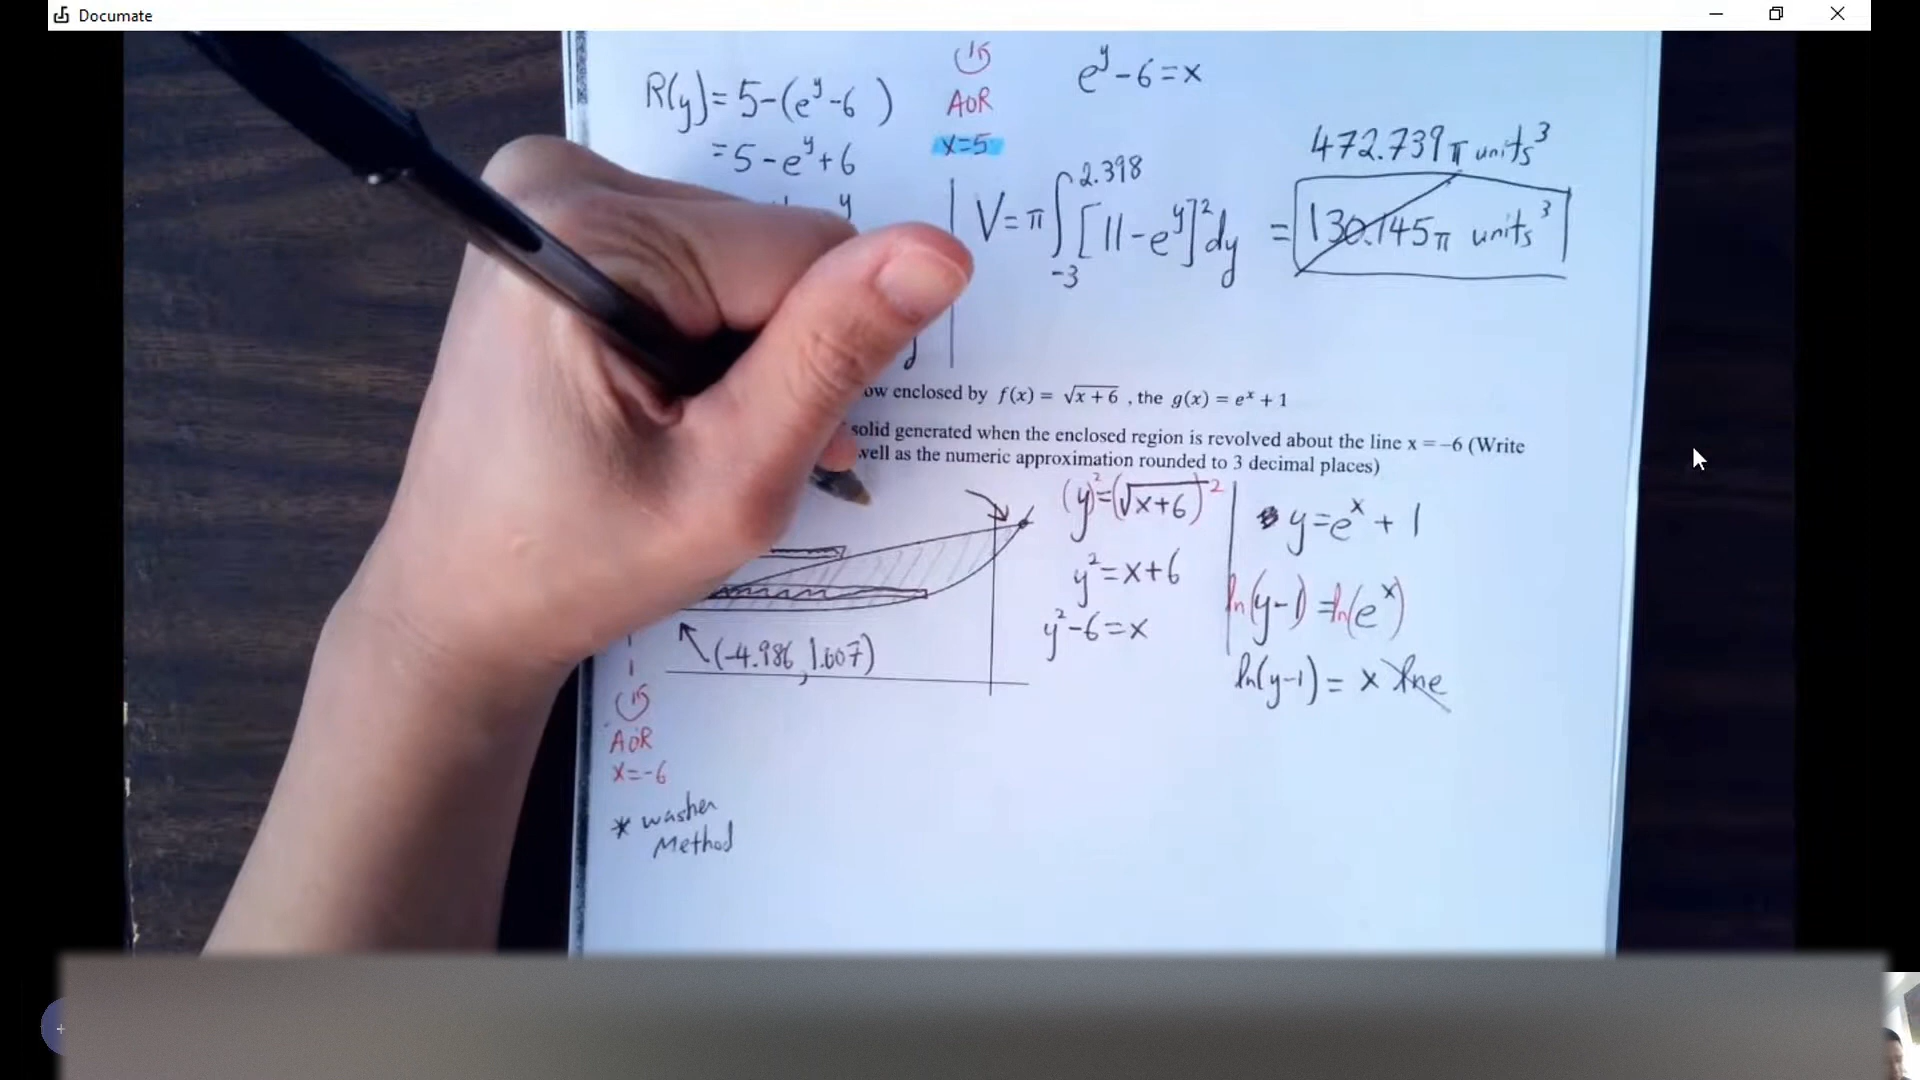 Documate
R(y) = 5-(e^y-6)
= 5-e^y+6
AOR
x=5
e^y-6=x
V=π∫_{-3}^{2.398} [11-e^y]^2 dy = 130.145π units^3
472.739π units^3
ow enclosed by f(x) = √x + 6 , the g(x) = e^x + 1
solid generated when the enclosed region is revolved about the line x = −6 (Write
well as the numeric approximation rounded to 3 decimal places)
(y)^2=(√x+6)^2
y^2=x+6
y^2-6=x
y=e^x+1
ln(y-1)=ln(e^x)
ln(y-1)= x lne
(-4.986, 1.007)
AOR
x=-6
* washer
Method